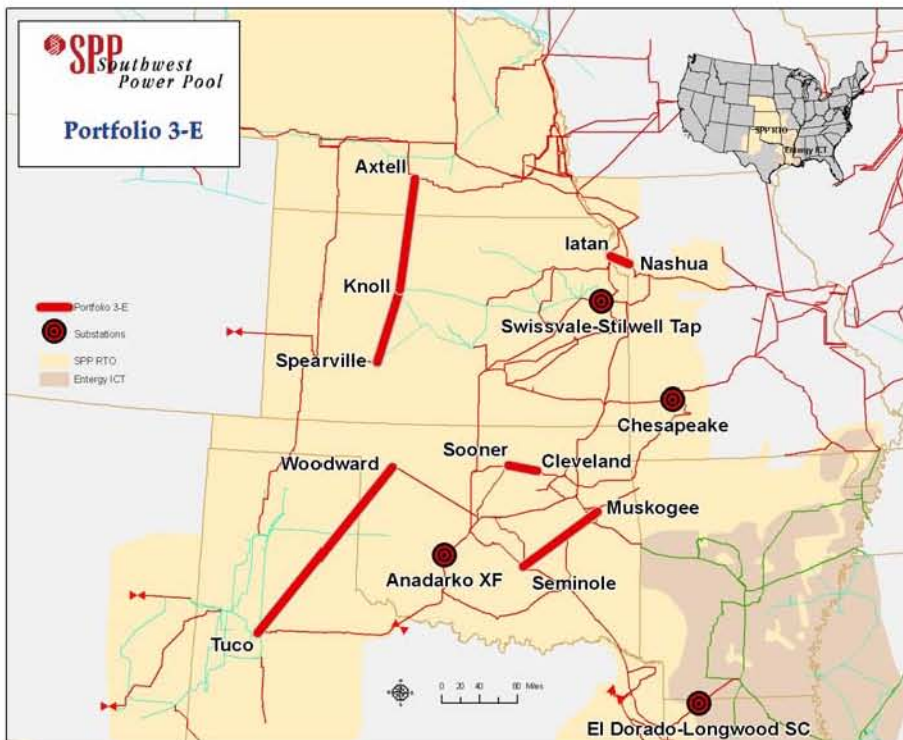 SPP
Southwest
Power Pool
Portfolio 3-E
SPP RTO
Entergy ICT
Axtell
Iatan
Nashua
Knoll
Portfolio 3-E
Substations
Swissvale-Stilwell Tap
SPP RTO
Spearville
Entergy ICT
Chesapeake
Sooner
Woodward
Cleveland
Muskogee
Anadarko XF
Seminole
Tuco
0 20 40 80 Miles
El Dorado-Longwood SC